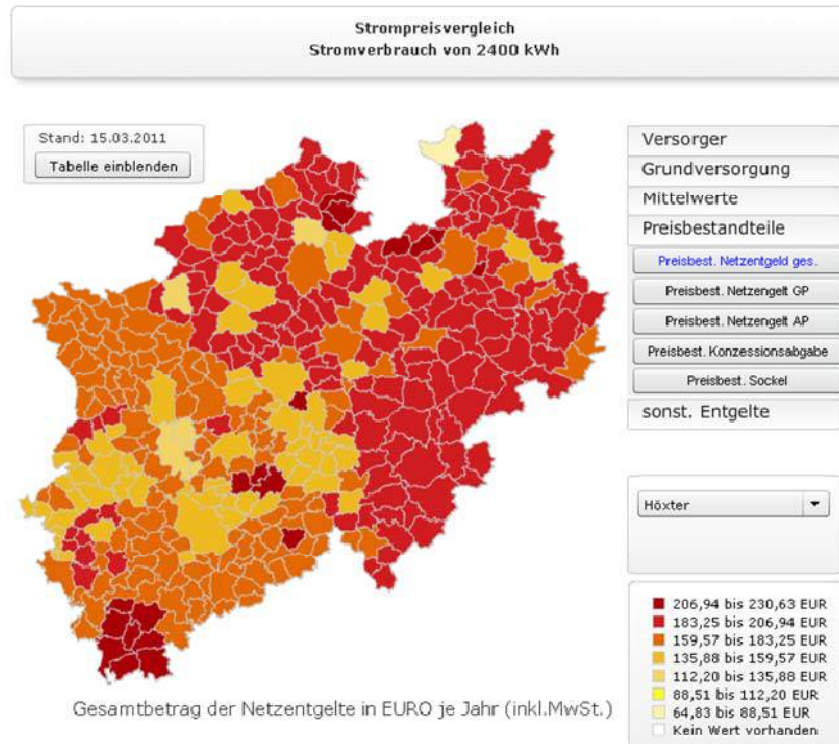 Strompreisvergleich
Stromverbrauch von 2400 kWh
Stand: 15.03.2011
Tabelle einblenden
Versorger
Grundversorgung
Mittelwerte
Preisbestandteile
Preisbest. Netzentgeld ges.
Preisbest. Netzengelt GP
Preisbest. Netzengelt AP
Preisbest. Konzessionsabgabe
Preisbest. Sockel
sonst. Entgelte
Höxter
206,94 bis 230,63 EUR
183,25 bis 206,94 EUR
159,57 bis 183,25 EUR
135,88 bis 159,57 EUR
112,20 bis 135,88 EUR
88,51 bis 112,20 EUR
64,83 bis 88,51 EUR
Kein Wert vorhanden
Gesamtbetrag der Netzentgelte in EURO je Jahr (inkl.MwSt.)